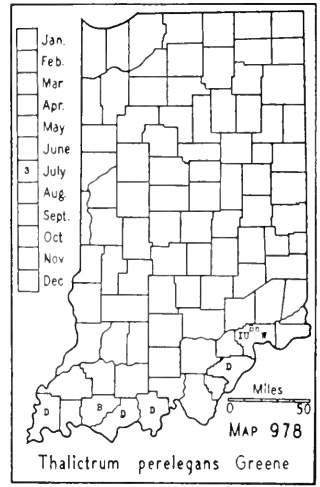 Jan.
Feb.
Mar
Apr.
May
June
3 July
Aug.
Sept.
Oct
Nov
Dec
IU W
D
Miles
0 50
D B D D
MAP 978
Thalictrum perelegans Greene